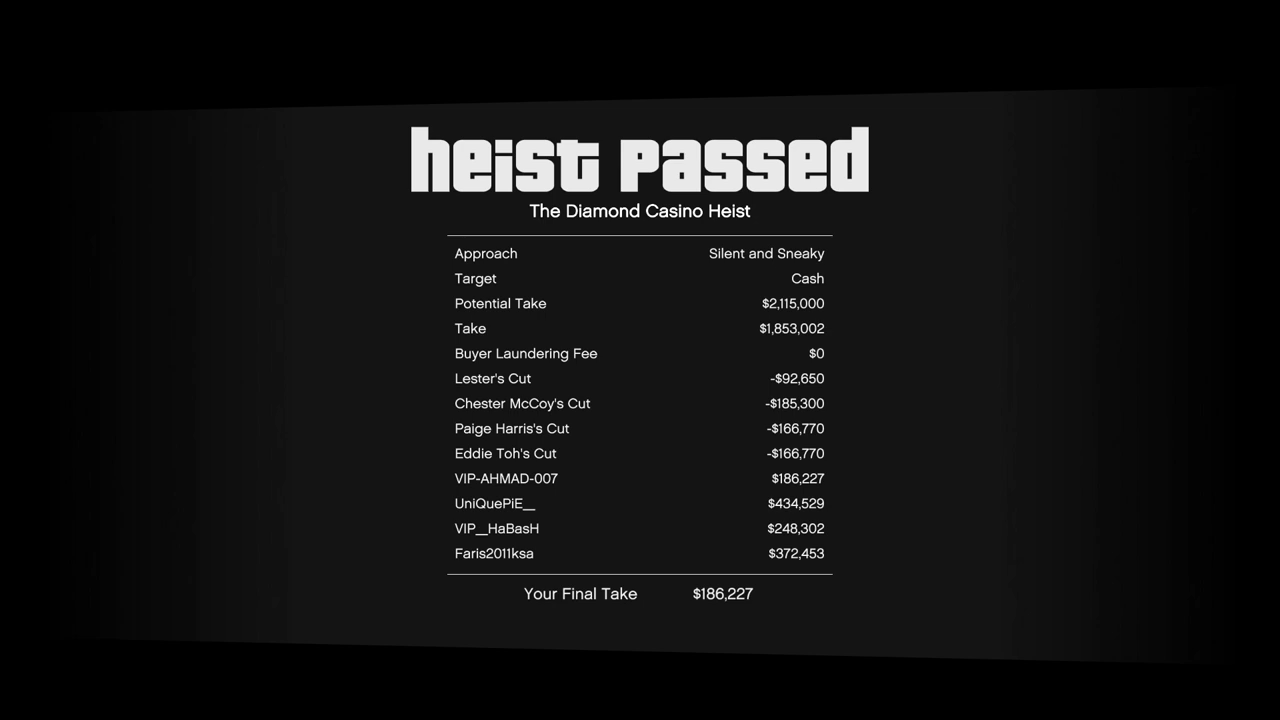 heist passed
The Diamond Casino Heist
Approach Silent and Sneaky
Target Cash
Potential Take $2,115,000
Take $1,853,002
Buyer Laundering Fee $0
Lester's Cut -$92,650
Chester McCoy's Cut -$185,300
Paige Harris's Cut -$166,770
Eddie Toh's Cut -$166,770
VIP-AHMAD-007 $186,227
UniQuePiE__ $434,529
VIP__HaBasH $248,302
Faris2011ksa $372,453
Your Final Take $186,227